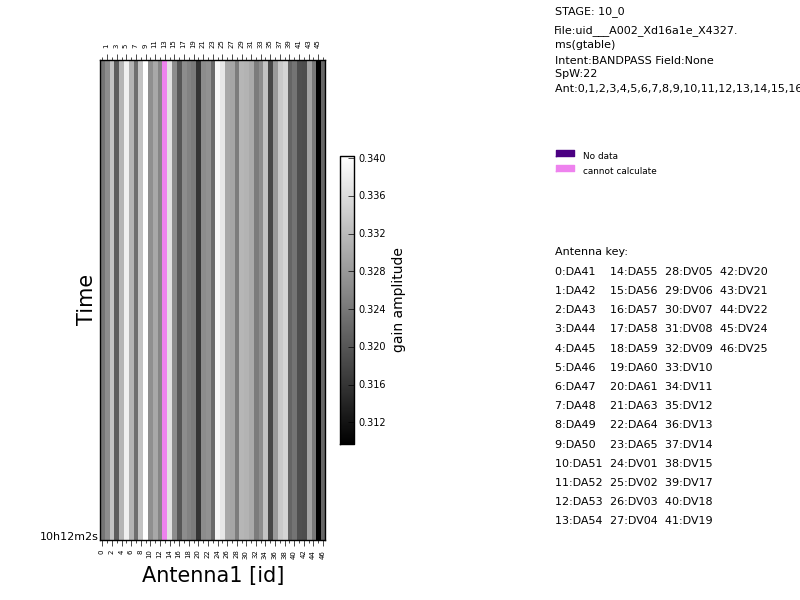 STAGE: 10_0
File:uid___A002_Xd16a1e_X4327.
ms(gtable)
Intent:BANDPASS Field:None
SpW:22
Ant:0,1,2,3,4,5,6,7,8,9,10,11,12,13,14,15,16
1 3 5 7 9 11 13 15 17 19 21 23 25 27 29 31 33 35 37 39 41 43 45
No data
cannot calculate
0.340
0.336
0.332
0.328
0.324
0.320
0.316
0.312
gain amplitude
Time
10h12m2s
0 2 4 6 8 10 12 14 16 18 20 22 24 26 28 30 32 34 36 38 40 42 44 46
Antenna1 [id]
Antenna key:
0:DA41 14:DA55 28:DV05 42:DV20
1:DA42 15:DA56 29:DV06 43:DV21
2:DA43 16:DA57 30:DV07 44:DV22
3:DA44 17:DA58 31:DV08 45:DV24
4:DA45 18:DA59 32:DV09 46:DV25
5:DA46 19:DA60 33:DV10
6:DA47 20:DA61 34:DV11
7:DA48 21:DA63 35:DV12
8:DA49 22:DA64 36:DV13
9:DA50 23:DA65 37:DV14
10:DA51 24:DV01 38:DV15
11:DA52 25:DV02 39:DV17
12:DA53 26:DV03 40:DV18
13:DA54 27:DV04 41:DV19